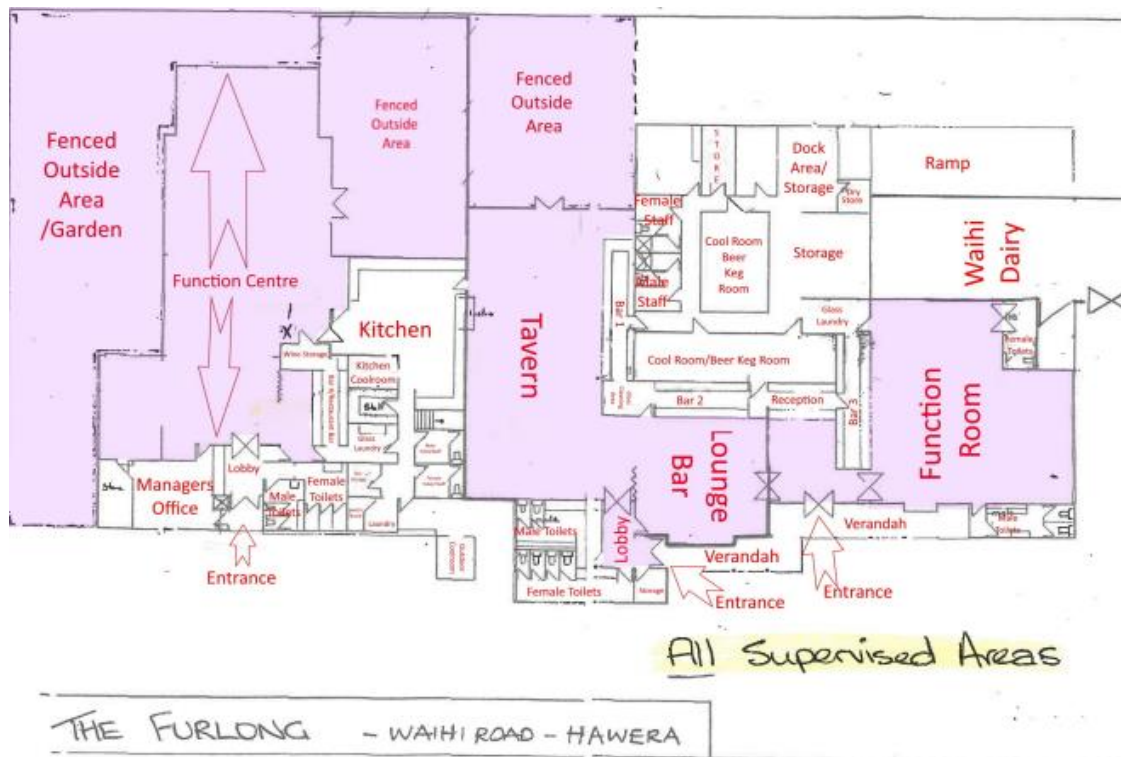 Fenced
Outside
Area
/Garden
Fenced
Outside
Area
Fenced
Outside
Area
STORE
Dock
Area/
Storage
Ramp
Dry
Store
Female
Staff
Cool Room
Beer
Keg
Room
Storage
Waihi
Dairy
Function Centre
Male
Staff
Kitchen
Tavern
Bar 1
Glass
Laundry
Female
Toilets
Wine Storage
Kitchen
Coolroom
Cool Room/Beer Keg Room
Bar 2
Reception
Bar 3
Function
Room
Glass
Laundry
Lounge
Bar
Lobby
Managers
Office
Female
Toilets
Male
Toilets
Laundry
Entrance
Male Toilets
Lobby
Verandah
Verandah
Male
Toilets
Female Toilets
Storage
Entrance
Entrance
All Supervised Areas
THE FURLONG - WAIHI ROAD - HAWERA